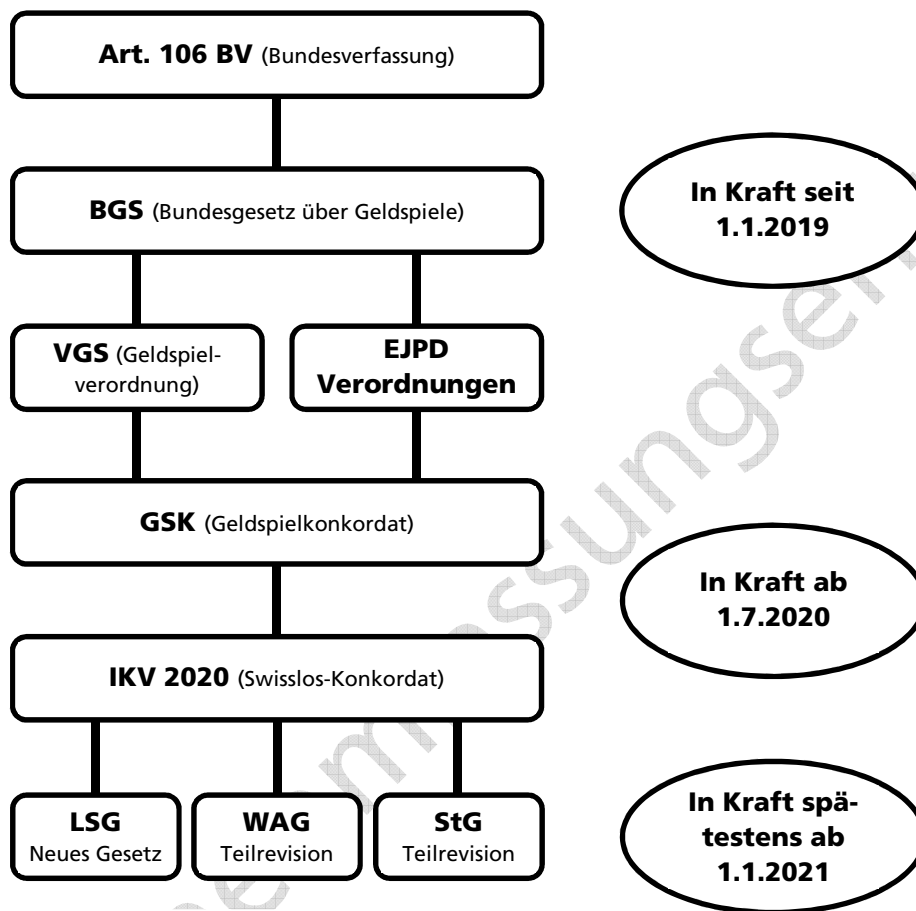 Art. 106 BV (Bundesverfassung)
BGS (Bundesgesetz über Geldspiele)
In Kraft seit
1.1.2019
VGS (Geldspiel-
verordnung)
EJPD
Verordnungen
GSK (Geldspielkonkordat)
In Kraft ab
1.7.2020
IKV 2020 (Swisslos-Konkordat)
LSG
Neues Gesetz
WAG
Teilrevision
StG
Teilrevision
In Kraft spä-
testens ab
1.1.2021